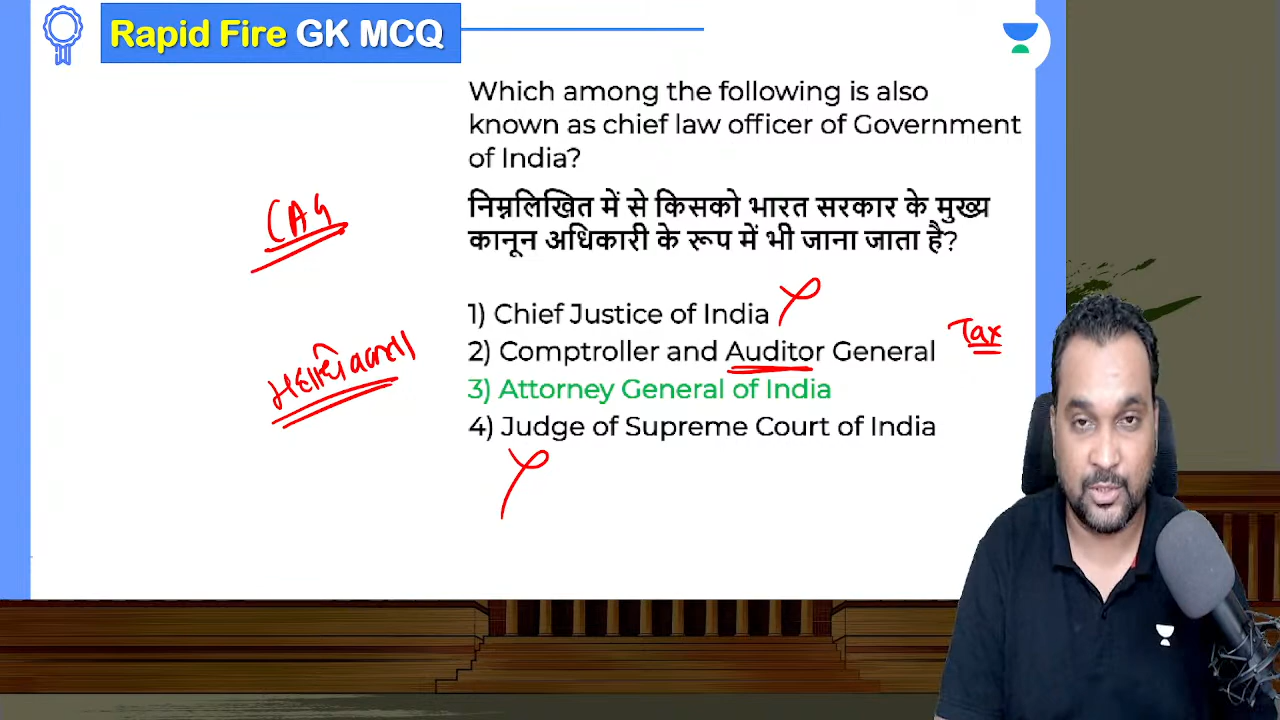 Rapid Fire GK MCQ
Which among the following is also
known as chief law officer of Government
of India?
निम्नलिखित में से किसको भारत सरकार के मुख्य
कानून अधिकारी के रूप में भी जाना जाता है?
CAG
1) Chief Justice of India
2) Comptroller and Auditor General
Tax
3) Attorney General of India
महाधिवक्ता
4) Judge of Supreme Court of India